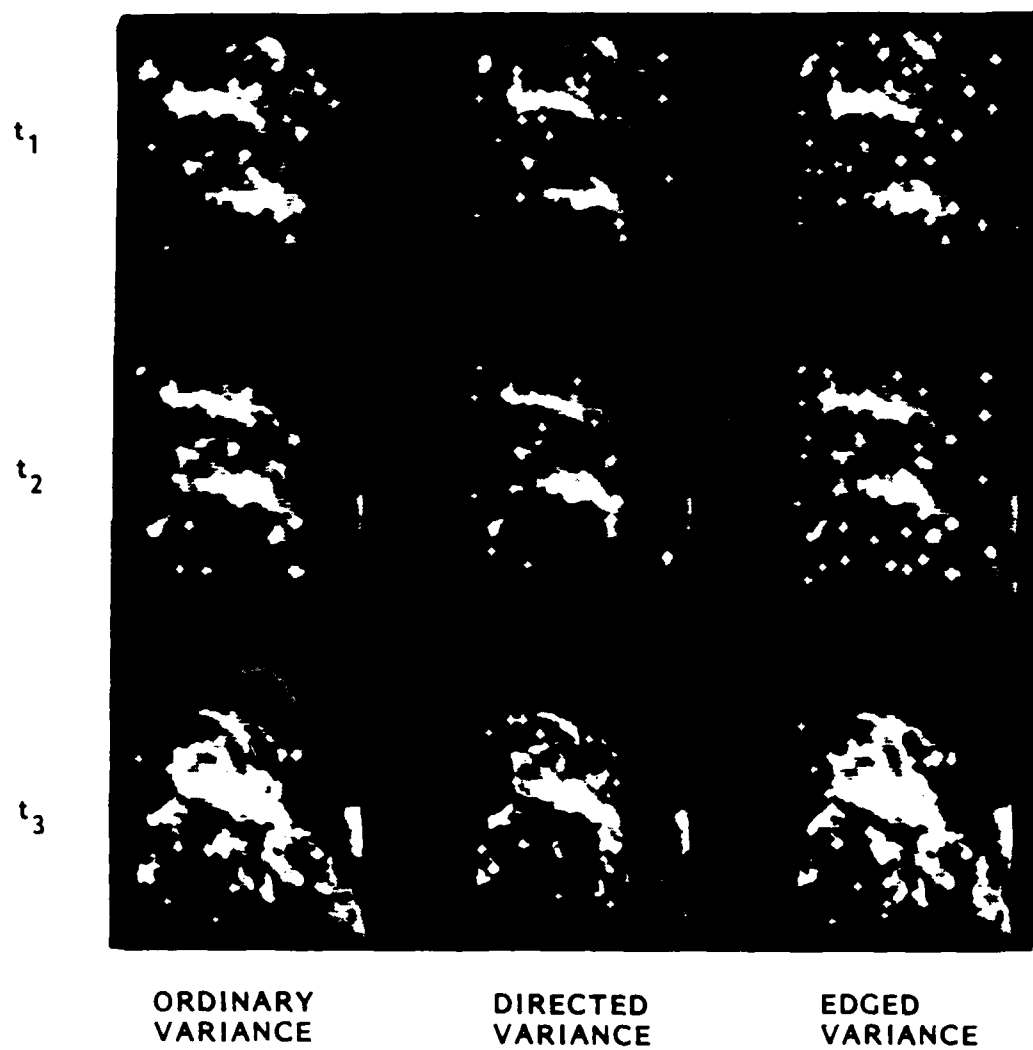 t1
t2
t3
ORDINARY VARIANCE
DIRECTED VARIANCE
EDGED VARIANCE